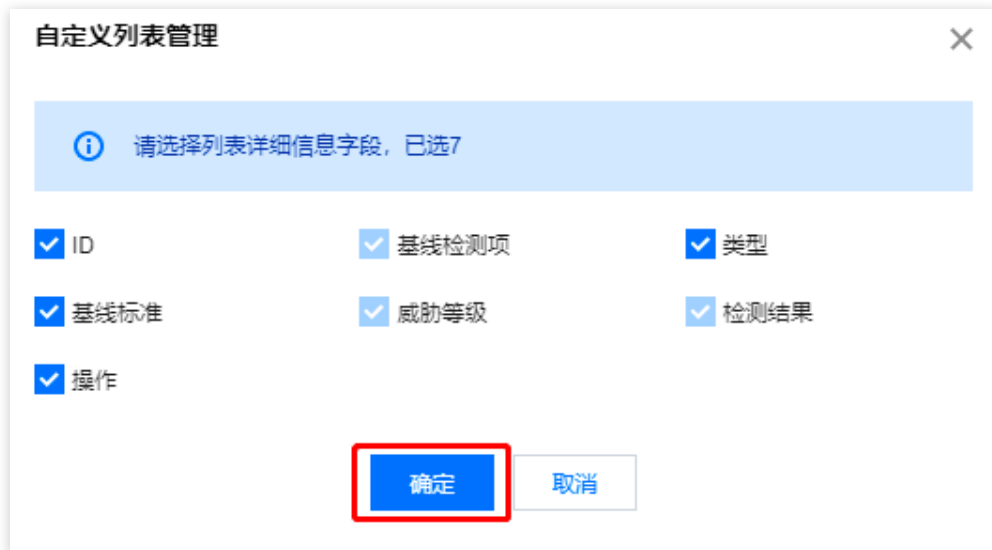 自定义列表管理
请选择列表详细信息字段，已选7
ID 基线检测项 类型
基线标准 威胁等级 检测结果
操作
确定 取消